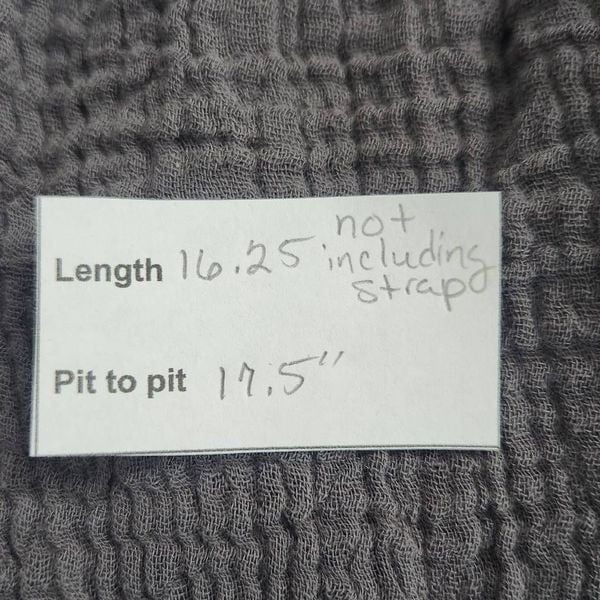 Length 16.25 not including strap
Pit to pit 17.5"